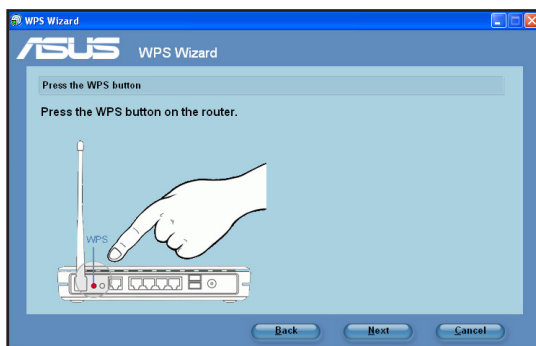 WPS Wizard
ASUS WPS Wizard
Press the WPS button
Press the WPS button on the router.
WPS
Back Next Cancel